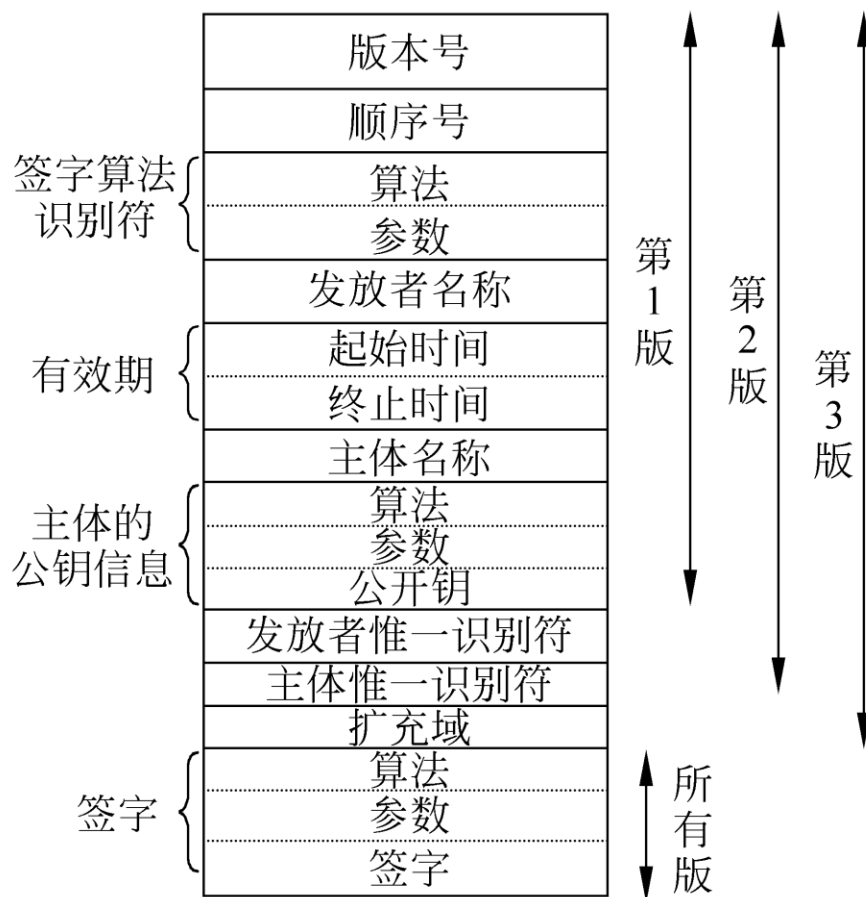 版本号
顺序号
签字算法
识别符
算法
参数
发放者名称
有效期
起始时间
终止时间
主体名称
主体的
公钥信息
算法
参数
公开钥
发放者惟一识别符
主体惟一识别符
扩充域
签字
算法
参数
签字
第1版
第2版
第3版
所有版